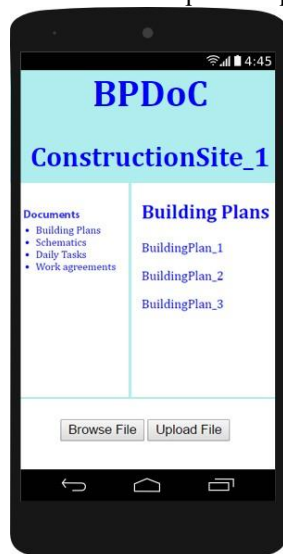 4:45
BPDoC
ConstructionSite_1
Documents
• Building Plans
• Schematics
• Daily Tasks
• Work agreements
Building Plans
BuildingPlan_1
BuildingPlan_2
BuildingPlan_3
Browse File
Upload File